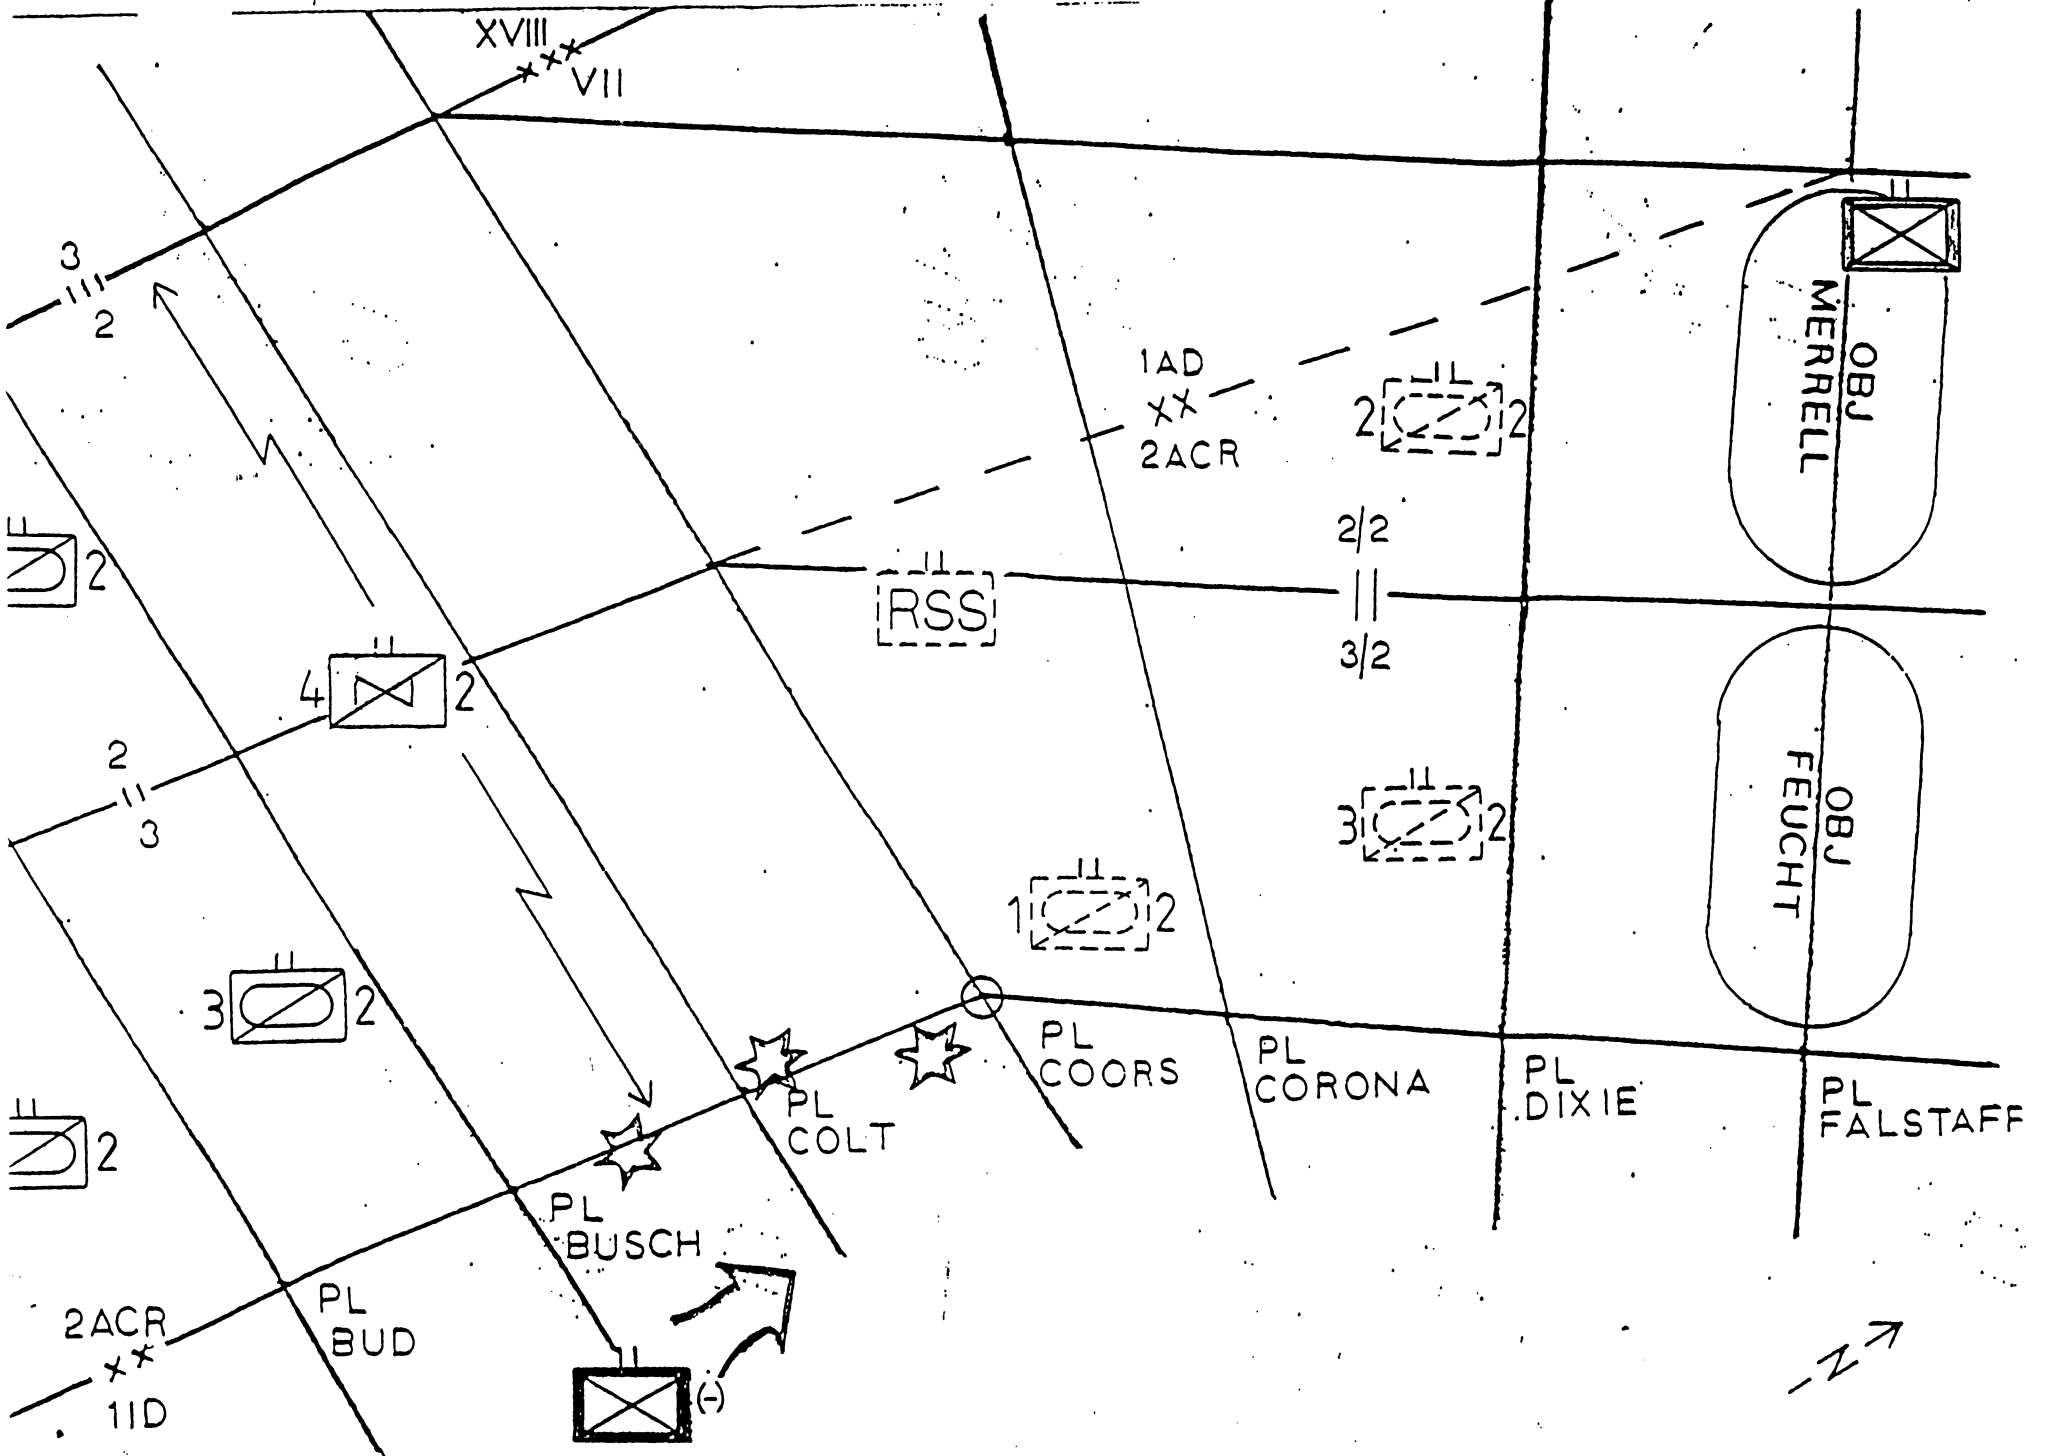 XVIII
VII
3
2
1AD
2ACR
2 2
OBJ
MERRELL
2/2
3/2
RSS
2
4 2
2
3
3 2
1 2
OBJ
FEUCHT
3 2
2
PL
COORS
PL
CORONA
PL
DIXIE
PL
FALSTAFF
PL
COLT
PL
BUSCH
PL
BUD
2ACR
1ID
(-)
N